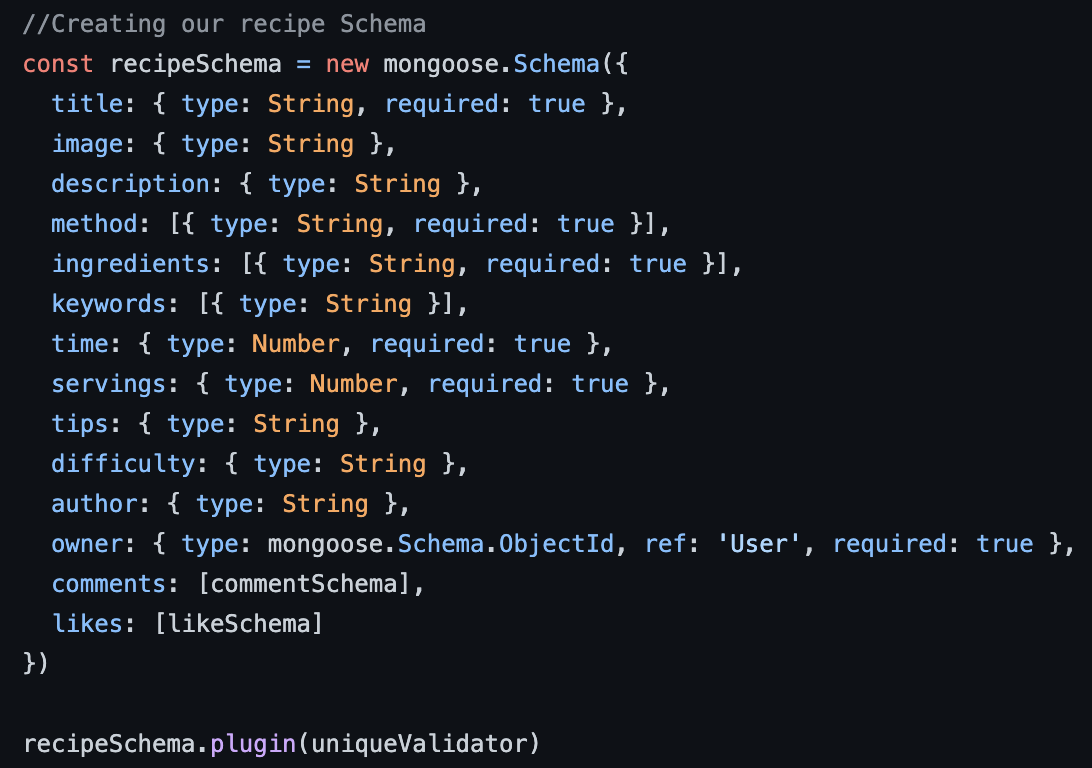 //Creating our recipe Schema
const recipeSchema = new mongoose.Schema({
  title: { type: String, required: true },
  image: { type: String },
  description: { type: String },
  method: [{ type: String, required: true }],
  ingredients: [{ type: String, required: true }],
  keywords: [{ type: String }],
  time: { type: Number, required: true },
  servings: { type: Number, required: true },
  tips: { type: String },
  difficulty: { type: String },
  author: { type: String },
  owner: { type: mongoose.Schema.ObjectId, ref: 'User', required: true },
  comments: [commentSchema],
  likes: [likeSchema]
})

recipeSchema.plugin(uniqueValidator)